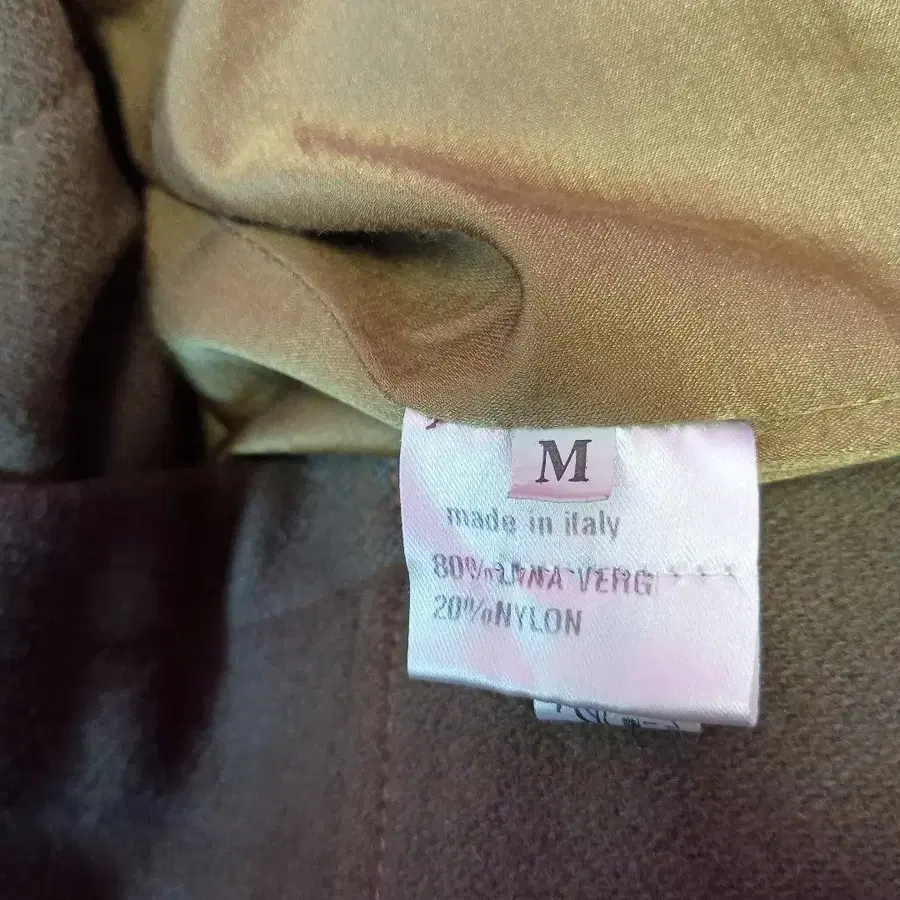 M
made in italy
80%LANA VERG
20%NYLON